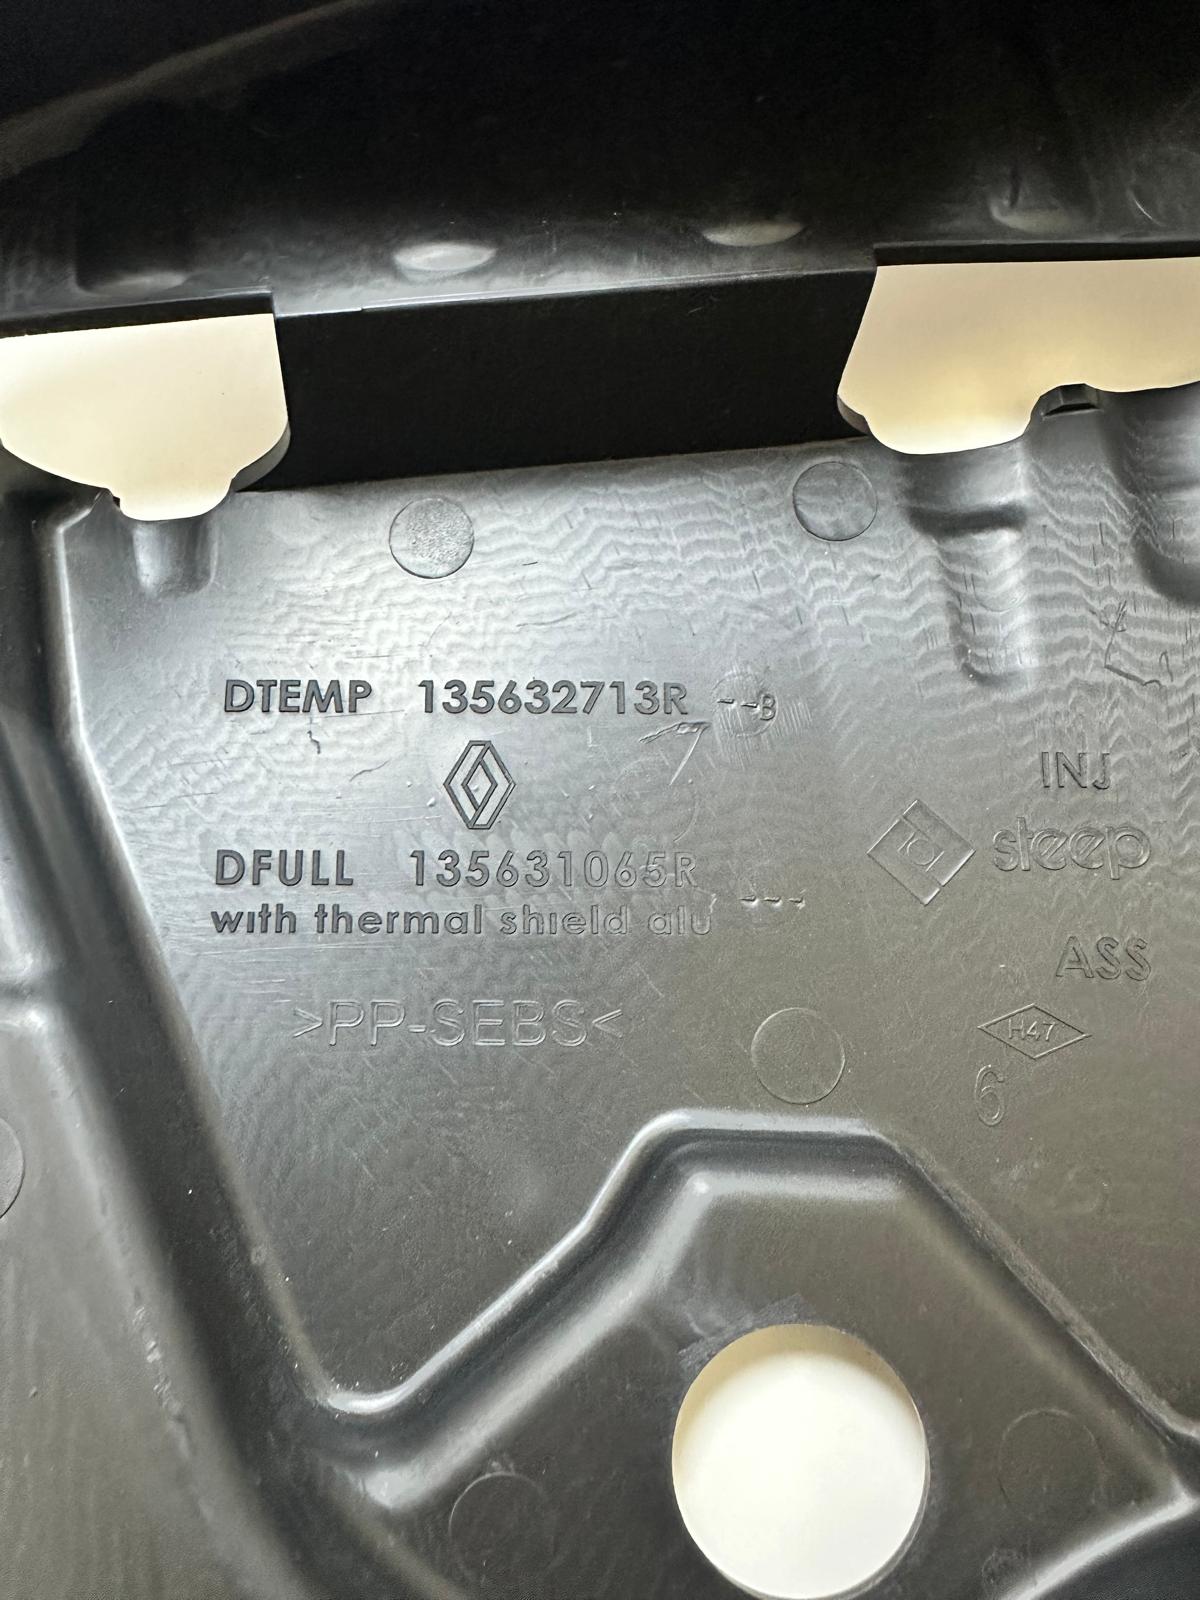 DTEMP 135632713R --B
INJ
steep
DFULL 135631065R ---
with thermal shield alu
ASS
>PP-SEBS<
H47
6